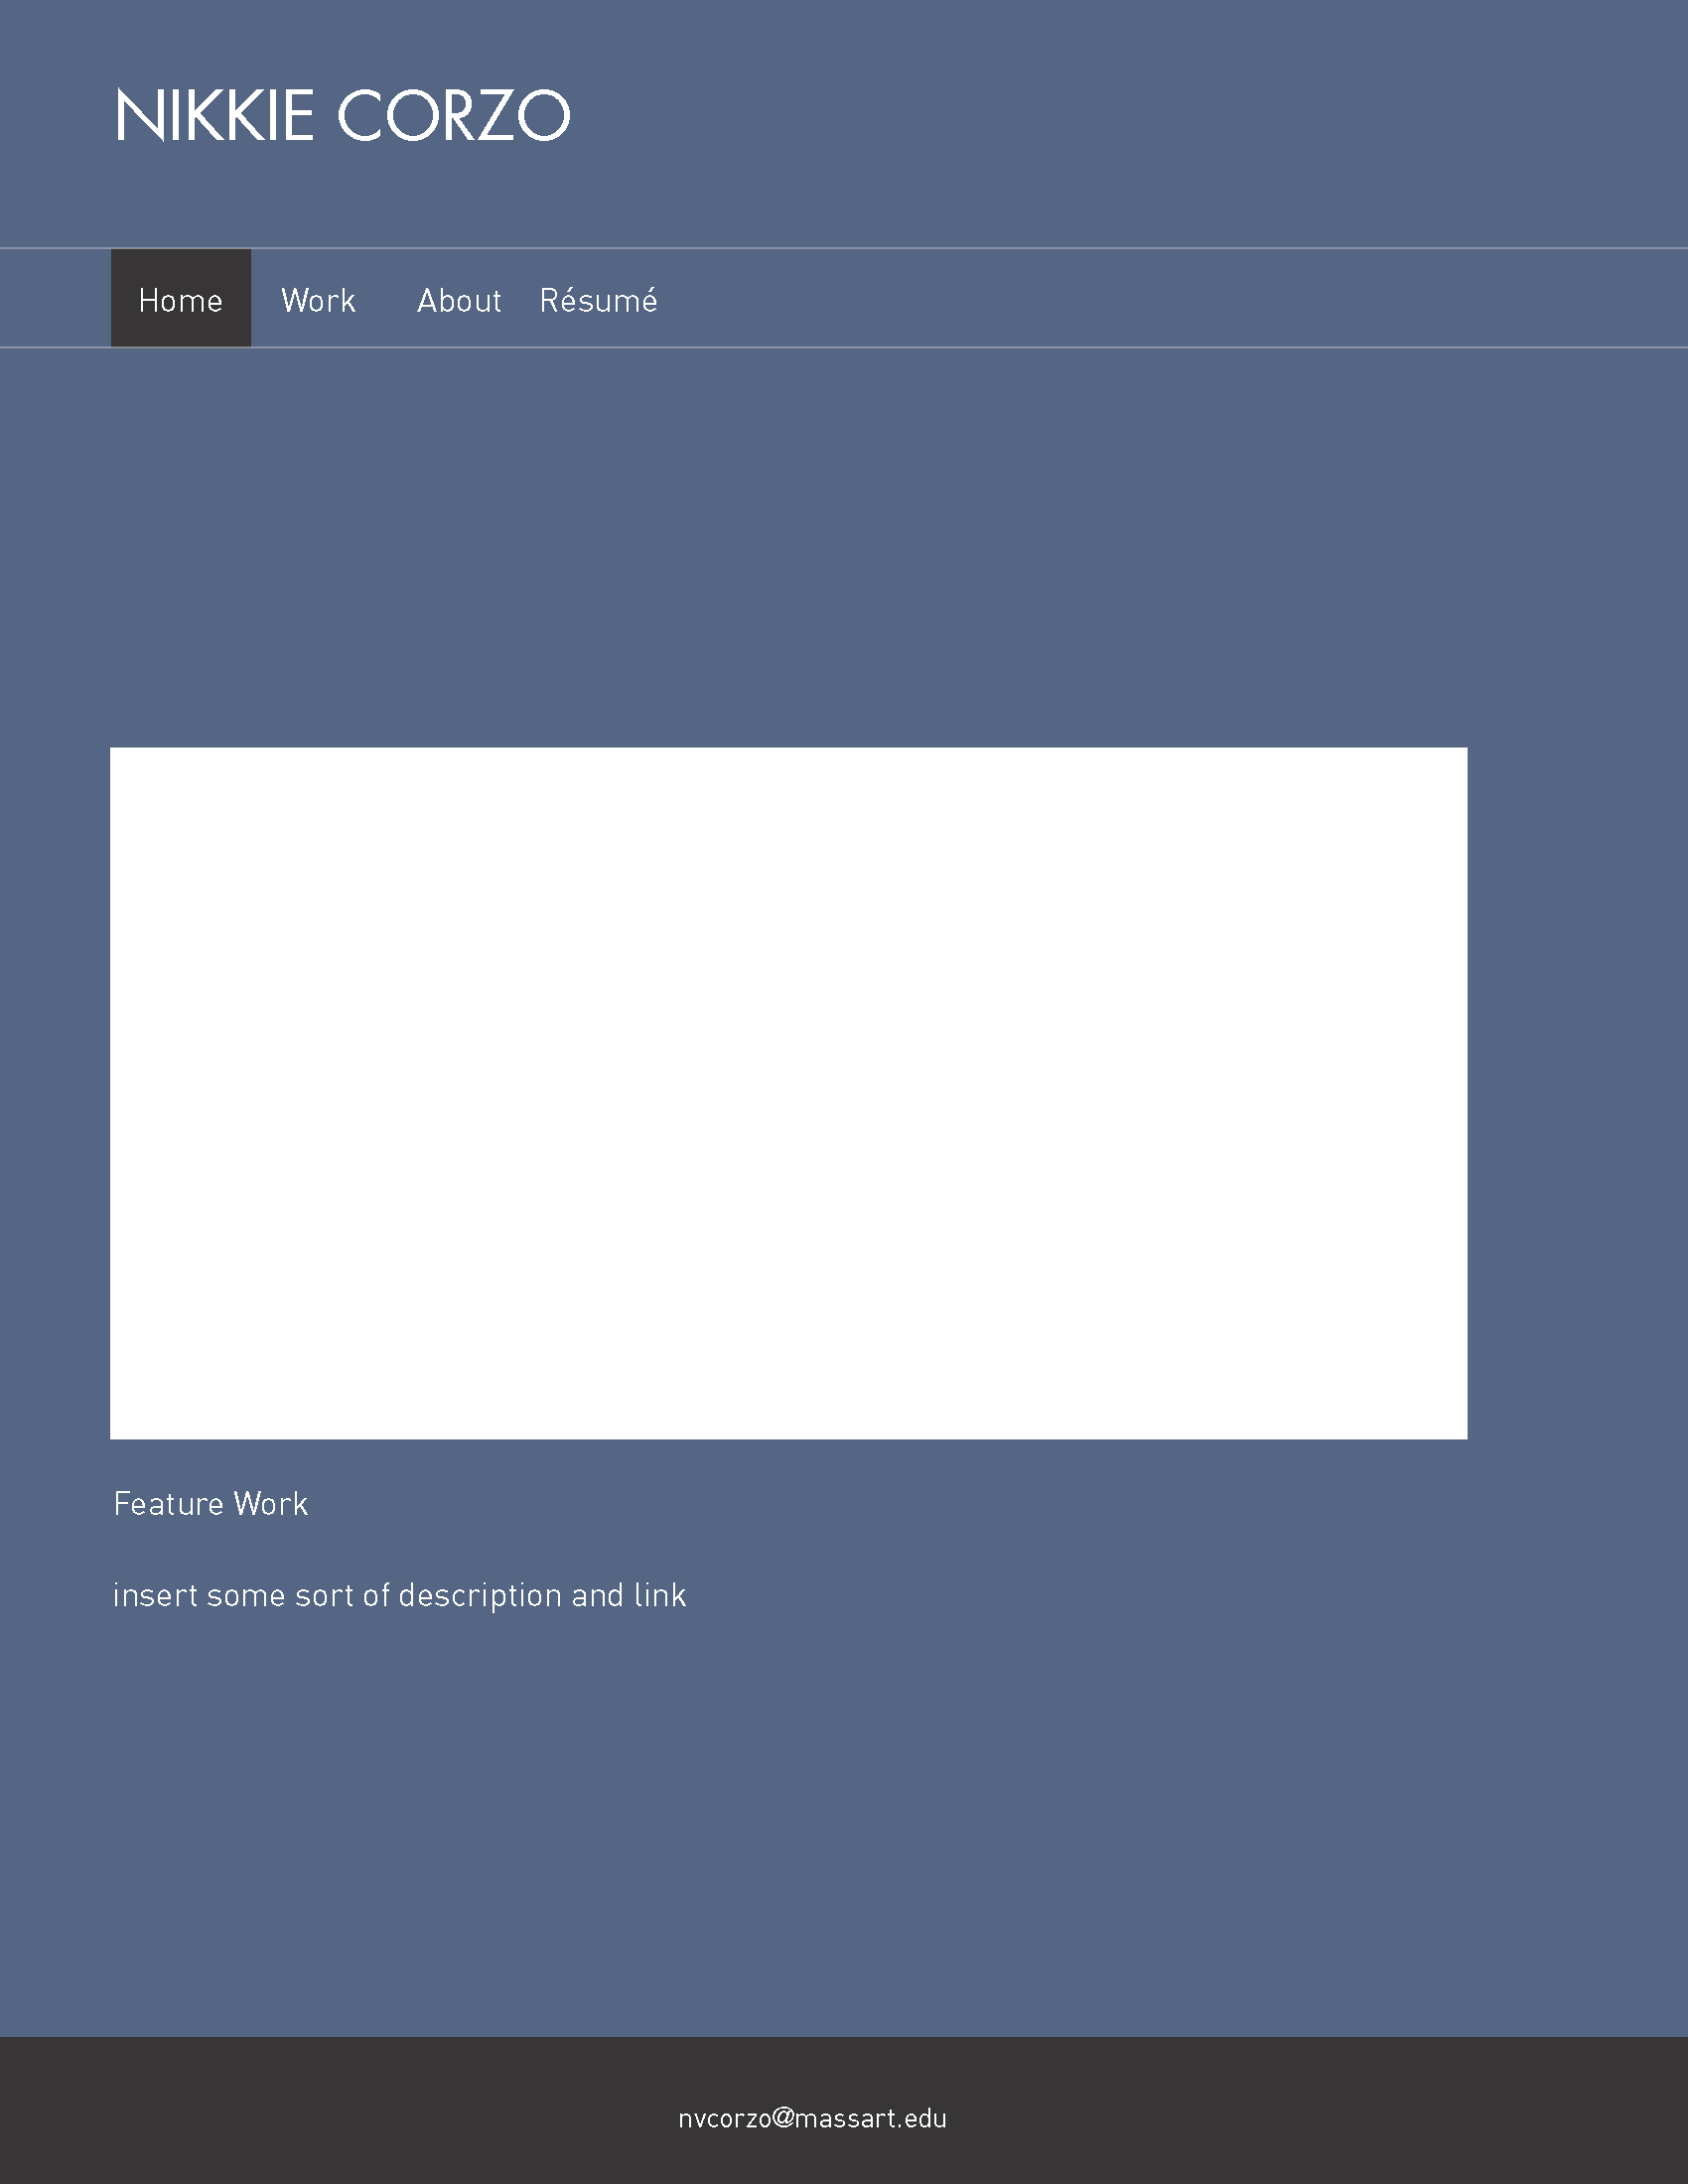 NIKKIE CORZO
Home Work About Résumé
Feature Work
insert some sort of description and link
nvcorzo@massart.edu